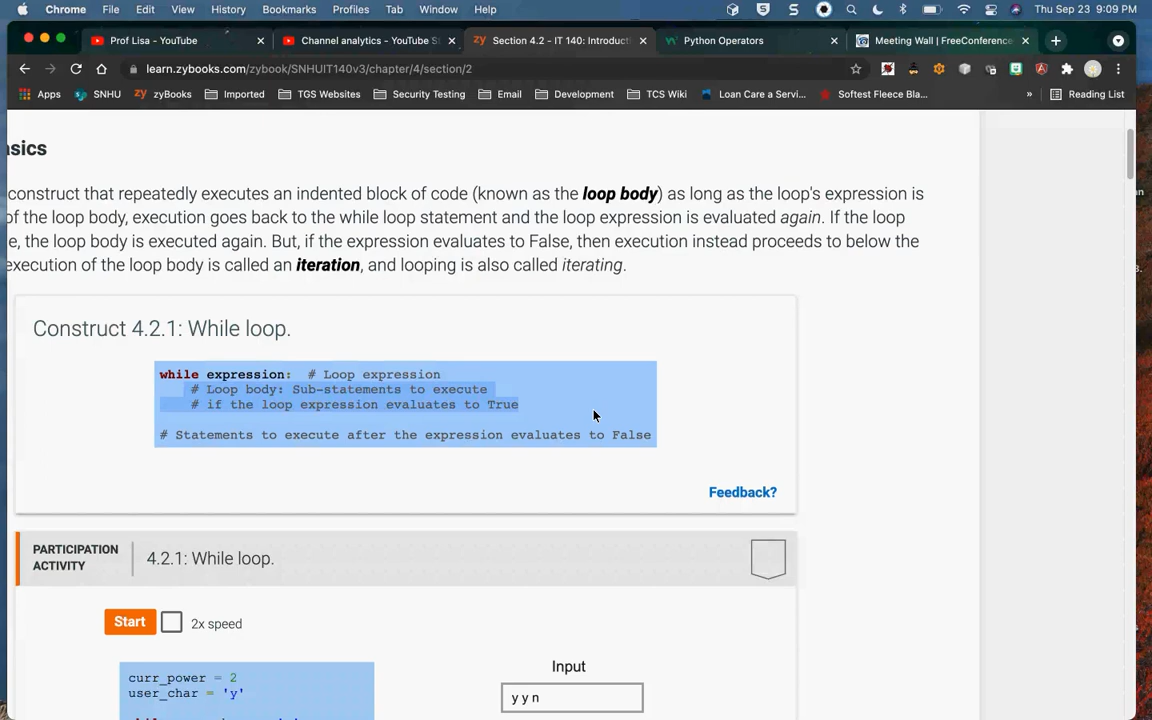 Chrome File Edit View History Bookmarks Profiles Tab Window Help Thu Sep 23 9:09 PM
Prof Lisa - YouTube
Channel analytics - YouTube St
Section 4.2 - IT 140: Introducti
Python Operators
Meeting Wall | FreeConference
learn.zybooks.com/zybook/SNHUIT140v3/chapter/4/section/2
Apps SNHU zyBooks Imported TGS Websites Security Testing Email Development TCS Wiki Loan Care a Servi... Softest Fleece Bla... » Reading List
asics
construct that repeatedly executes an indented block of code (known as the loop body) as long as the loop's expression is
of the loop body, execution goes back to the while loop statement and the loop expression is evaluated again. If the loop
e, the loop body is executed again. But, if the expression evaluates to False, then execution instead proceeds to below the
execution of the loop body is called an iteration, and looping is also called iterating.
Construct 4.2.1: While loop.
while expression: # Loop expression
# Loop body: Sub-statements to execute
# if the loop expression evaluates to True
# Statements to execute after the expression evaluates to False
Feedback?
PARTICIPATION
ACTIVITY
4.2.1: While loop.
Start 2x speed
Input
curr_power = 2
user_char = 'y'
y y n